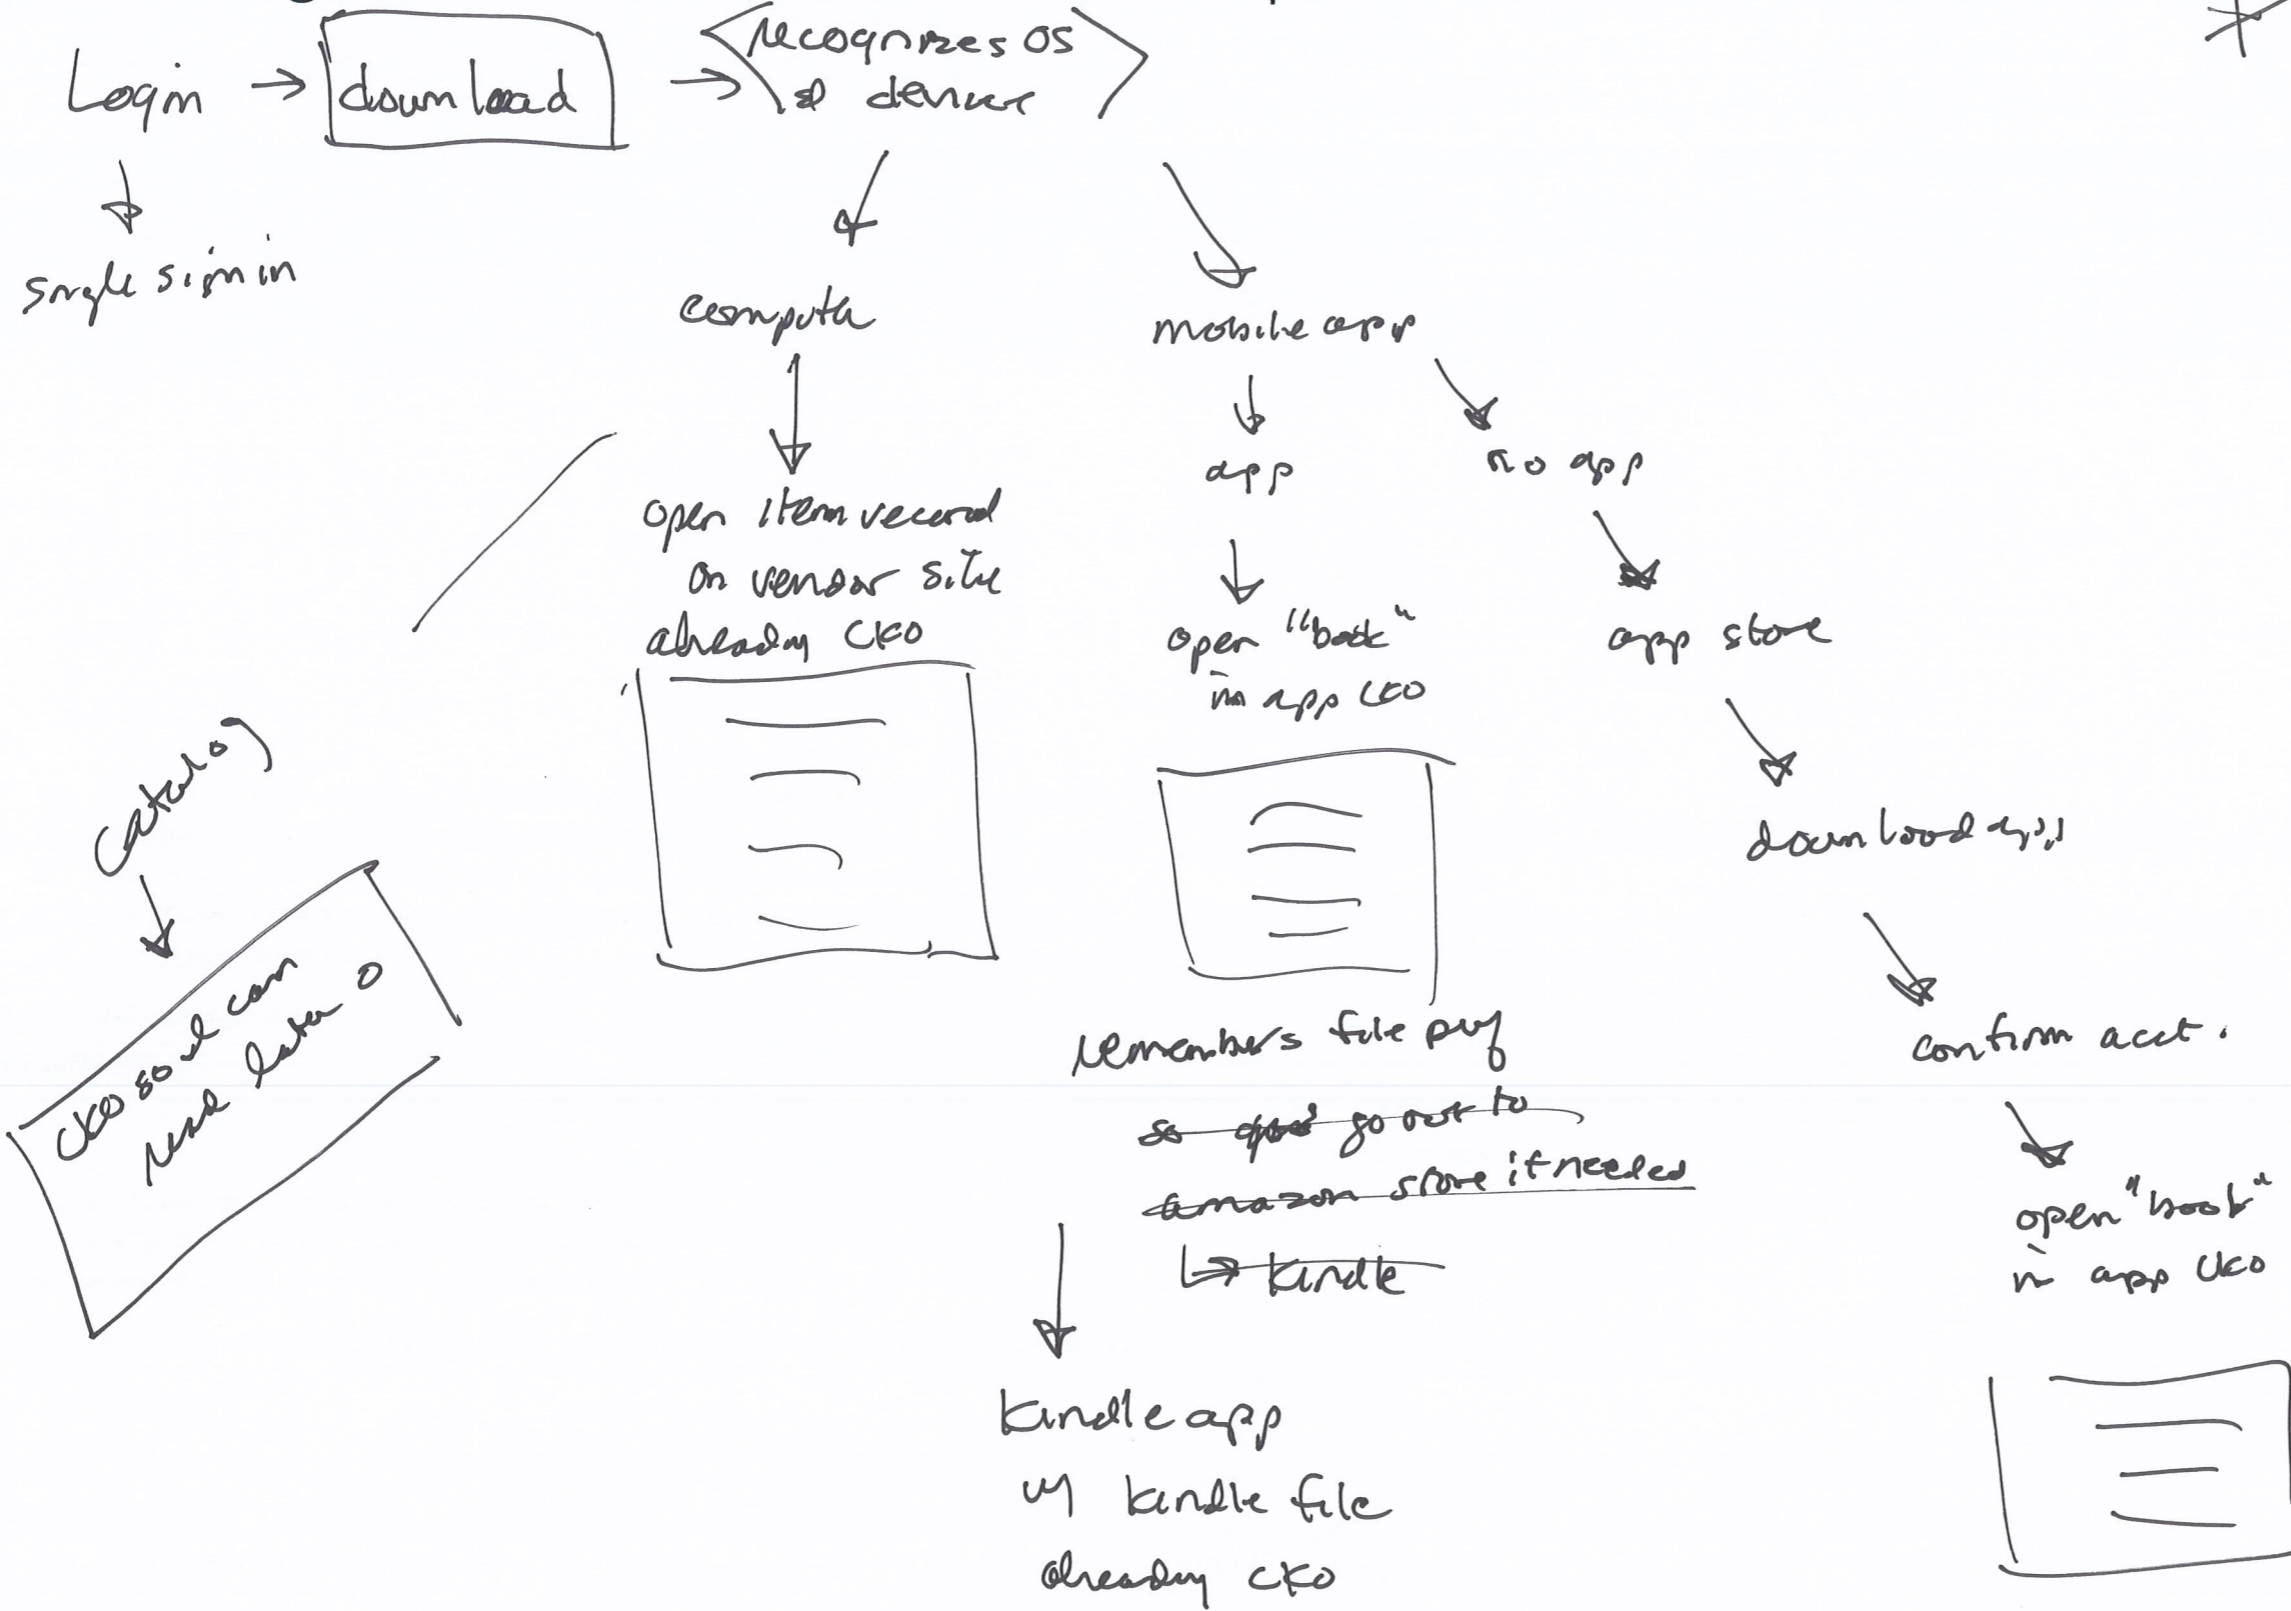 Login → download → recognizes OS
& device
single sign in
computer
mobile app
app
no app
open item record
on vendor site
already CKO
open "book"
in app CKO
app store
Catalog
download app
CKO so I can
read later
remembers file pref
confirm acct.
so go out to
amazon store if needed
↳ kindle
open "book"
in app CKO
kindle app
w/ kindle file
already CKO